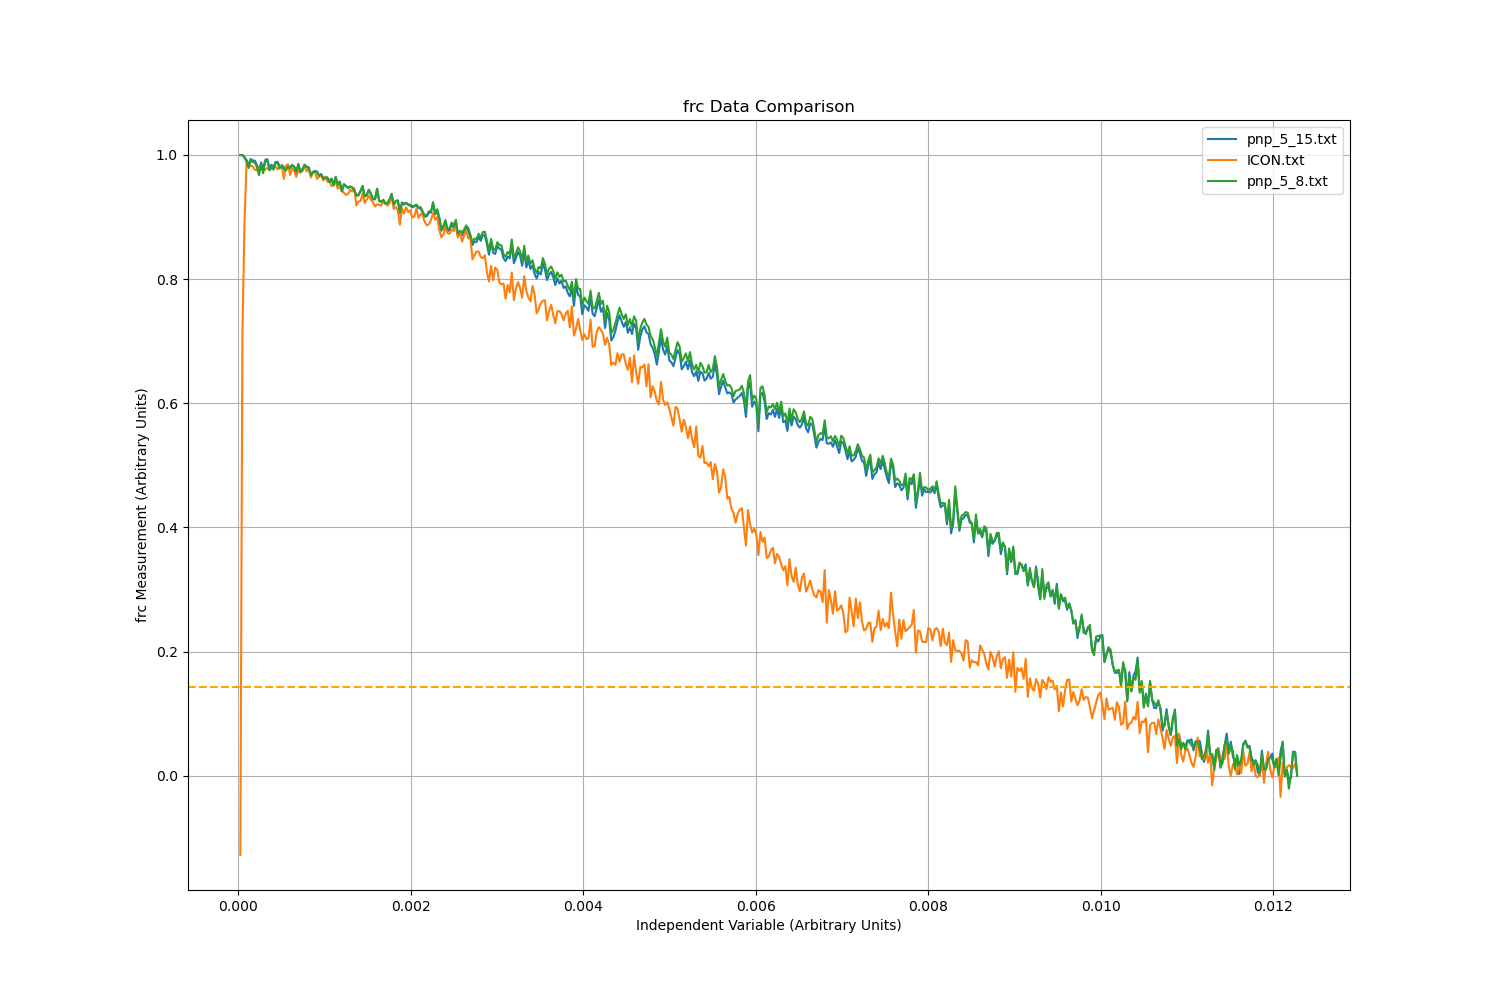 frc Data Comparison
pnp_5_15.txt
ICON.txt
pnp_5_8.txt
frc Measurement (Arbitrary Units)
1.0
0.8
0.6
0.4
0.2
0.0
0.000
0.002
0.004
0.006
0.008
0.010
0.012
Independent Variable (Arbitrary Units)